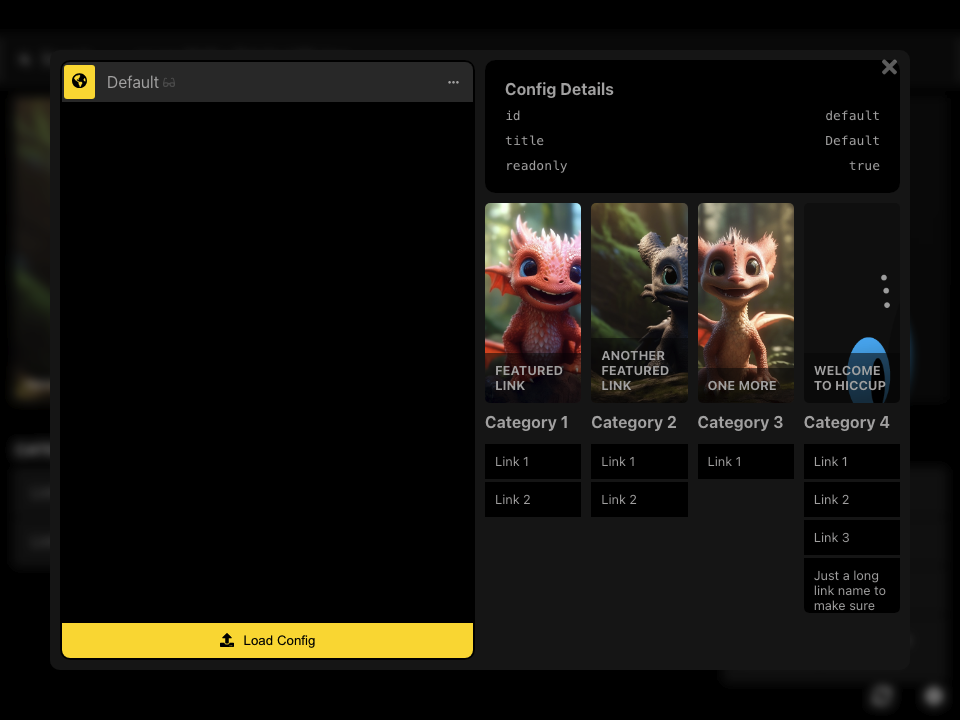 Default
Config Details
id default
title Default
readonly true
FEATURED
LINK
ANOTHER
FEATURED
LINK
ONE MORE
WELCOME
TO HICCUP
Category 1
Category 2
Category 3
Category 4
Link 1
Link 2
Link 1
Link 2
Link 1
Link 1
Link 2
Link 3
Just a long
link name to
make sure
Load Config